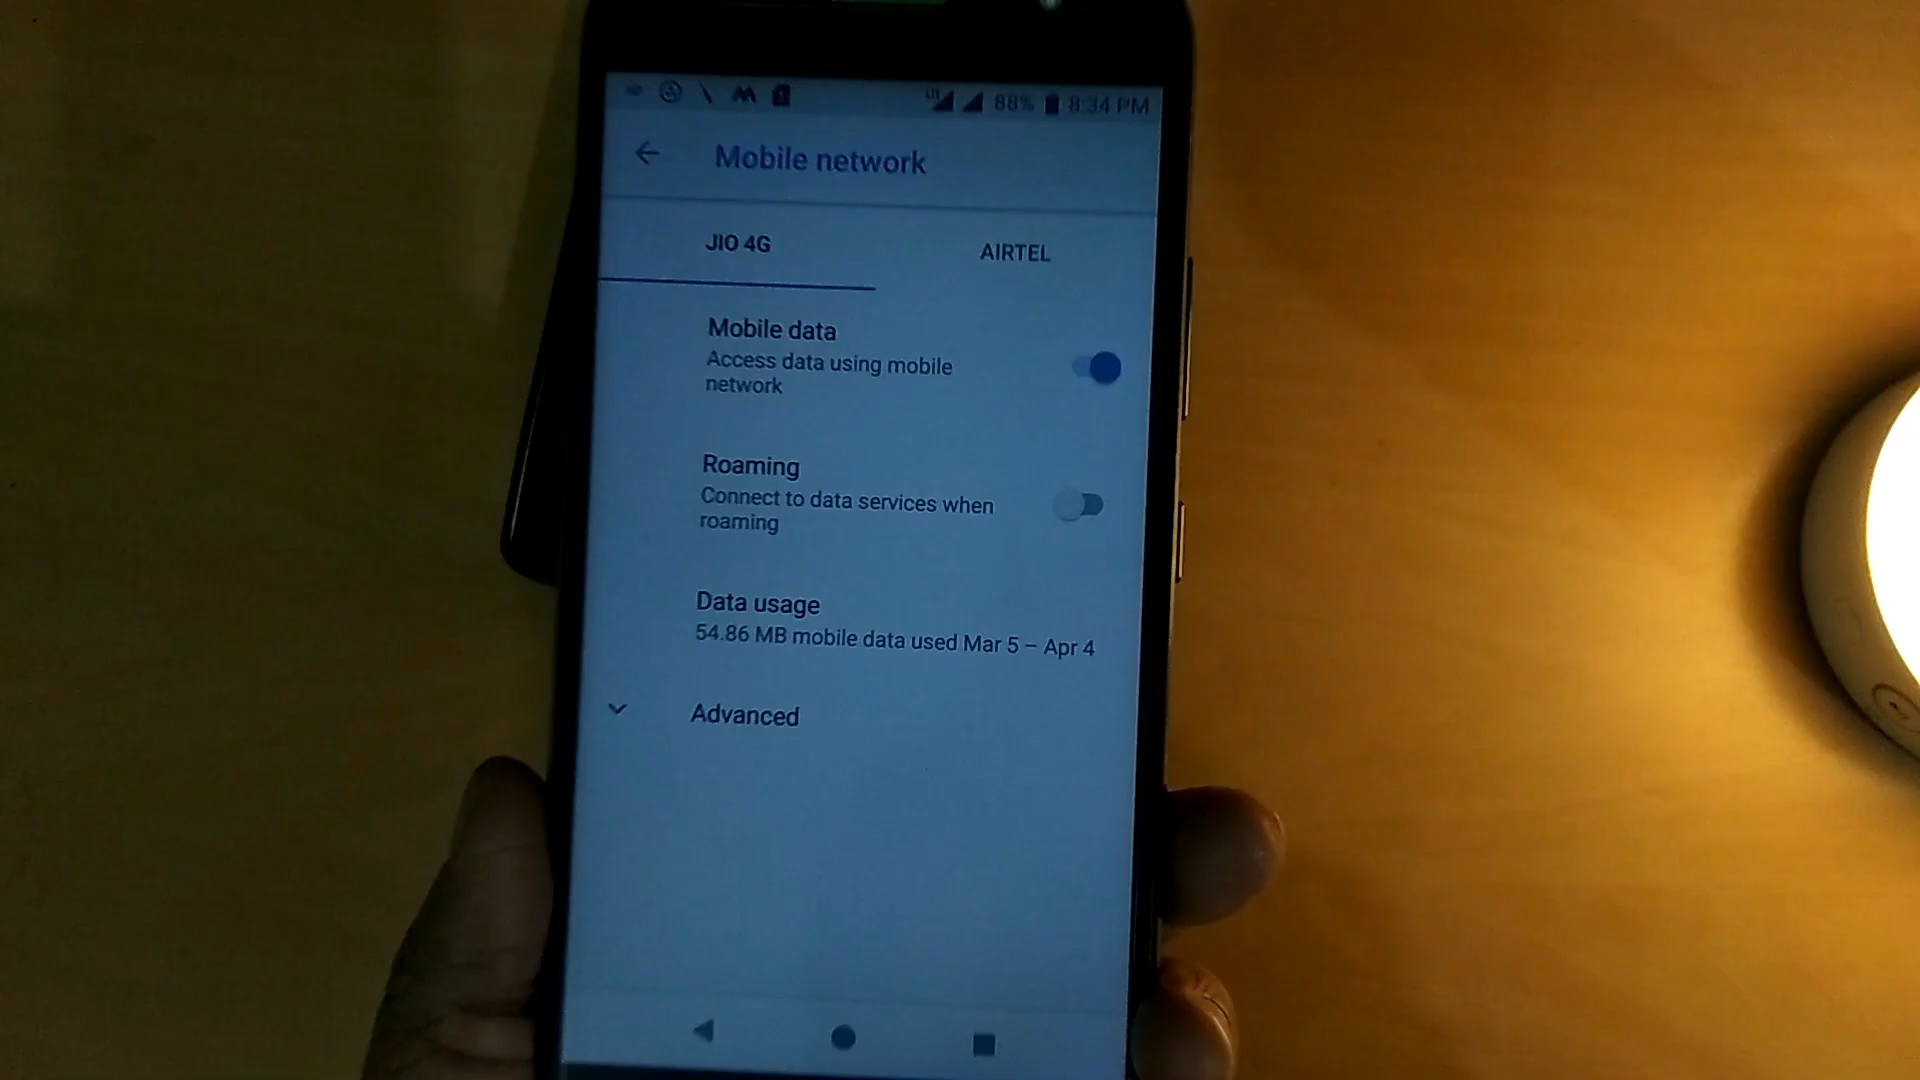 88% 8:34 PM
Mobile network
JIO 4G
AIRTEL
Mobile data
Access data using mobile
network
Roaming
Connect to data services when
roaming
Data usage
54.86 MB mobile data used Mar 5 – Apr 4
Advanced